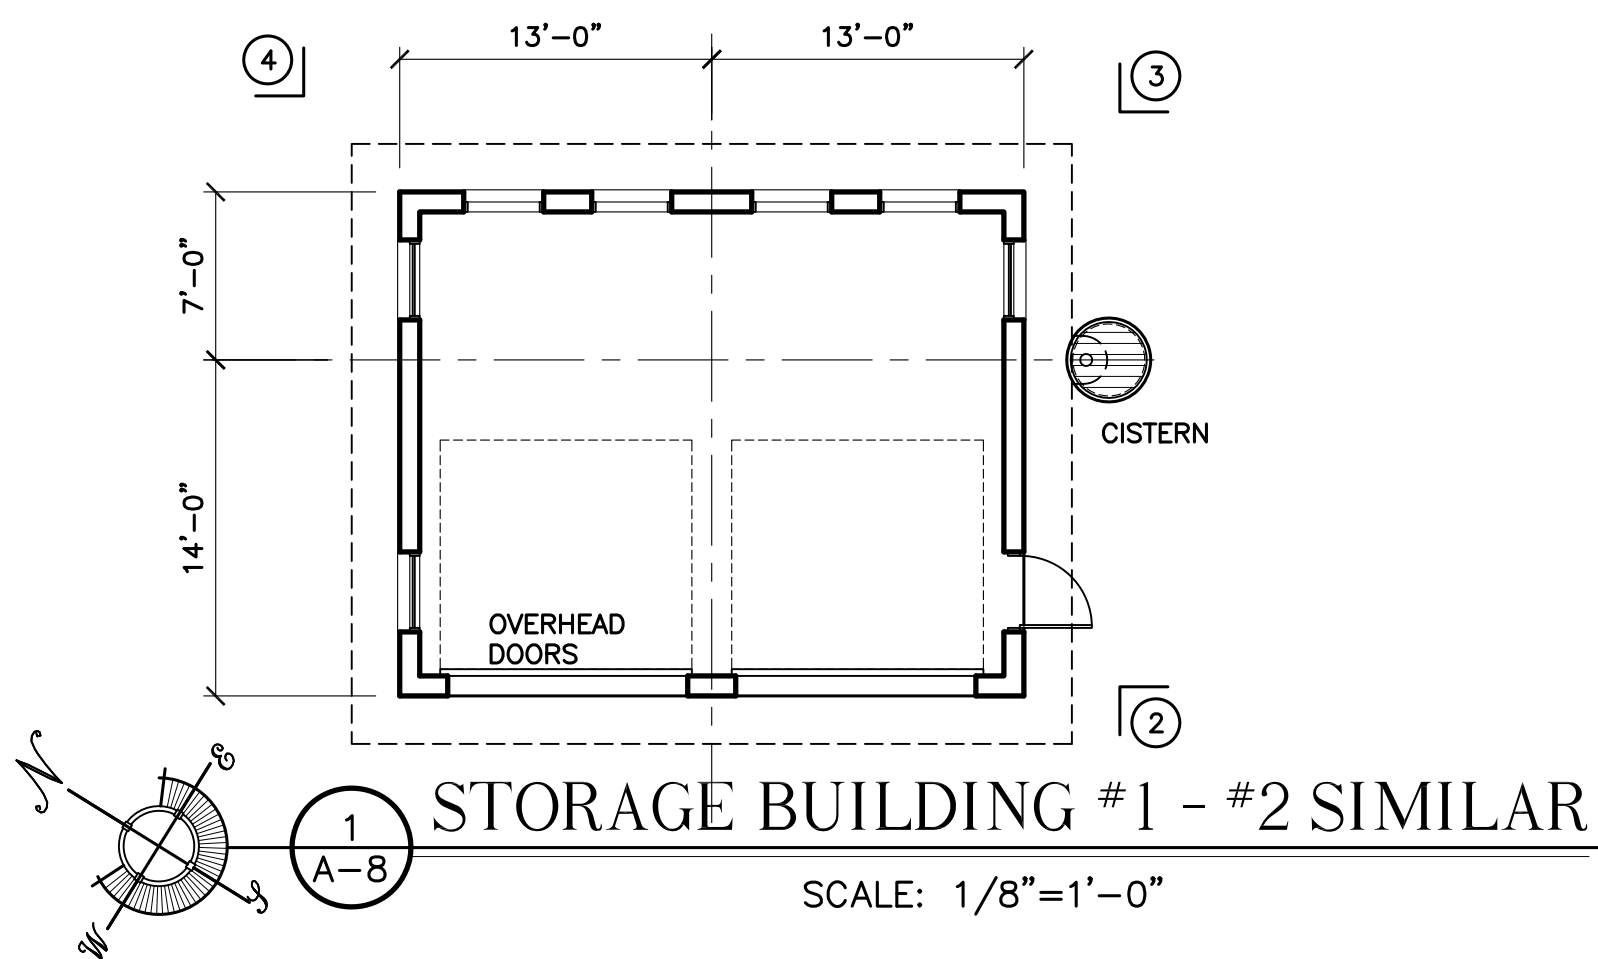 13'-0" 13'-0"
4
3
7'-0"
CISTERN
14'-0"
OVERHEAD
DOORS
2
N
E
S
W
1
A-8
STORAGE BUILDING #1 - #2 SIMILAR
SCALE: 1/8"=1'-0"